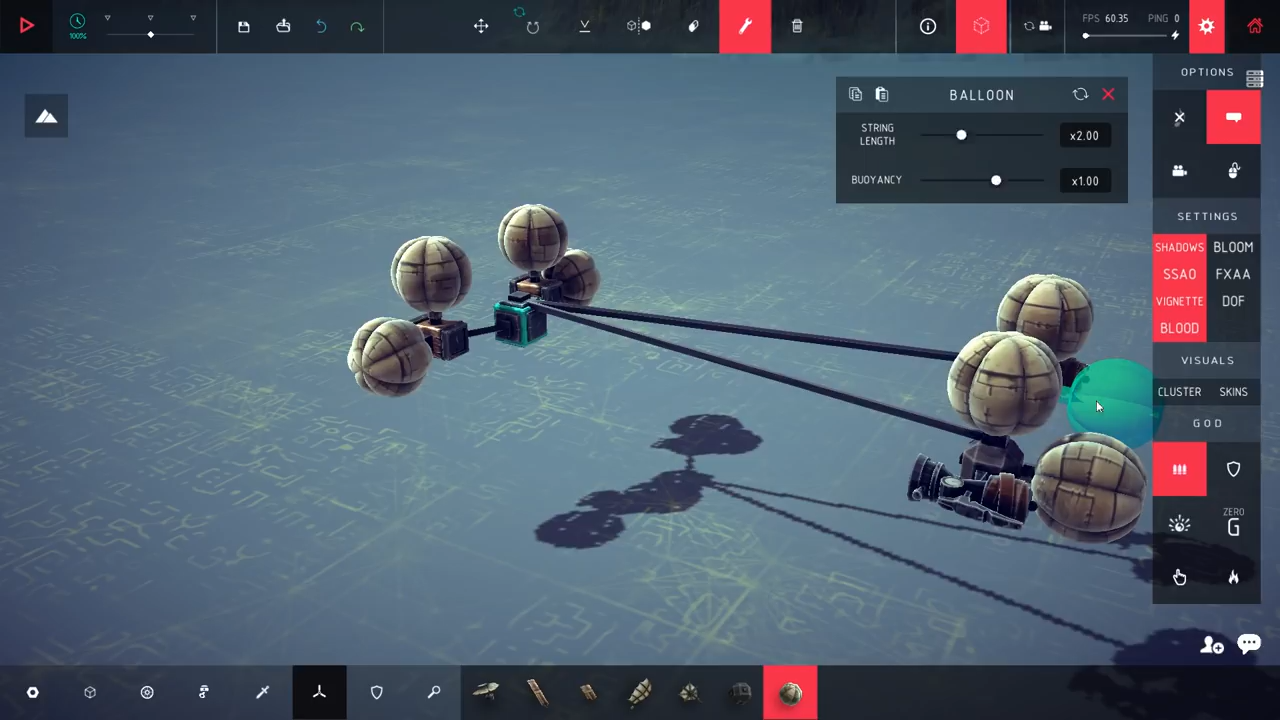 100%
FPS 60.35 PING 0
OPTIONS
BALLOON
STRING
LENGTH
x2.00
BUOYANCY
x1.00
SETTINGS
SHADOWS BLOOM
SSAO FXAA
VIGNETTE DOF
BLOOD
VISUALS
CLUSTER SKINS
GOD
ZERO
G